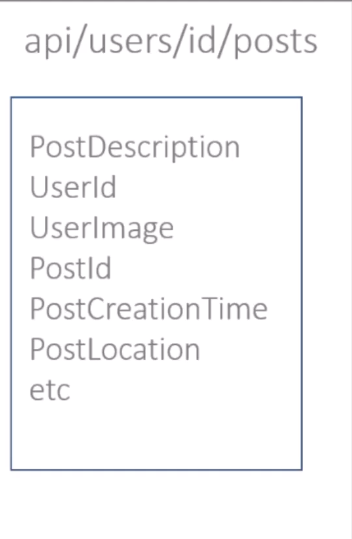 api/users/id/posts
PostDescription
UserId
UserImage
PostId
PostCreationTime
PostLocation
etc